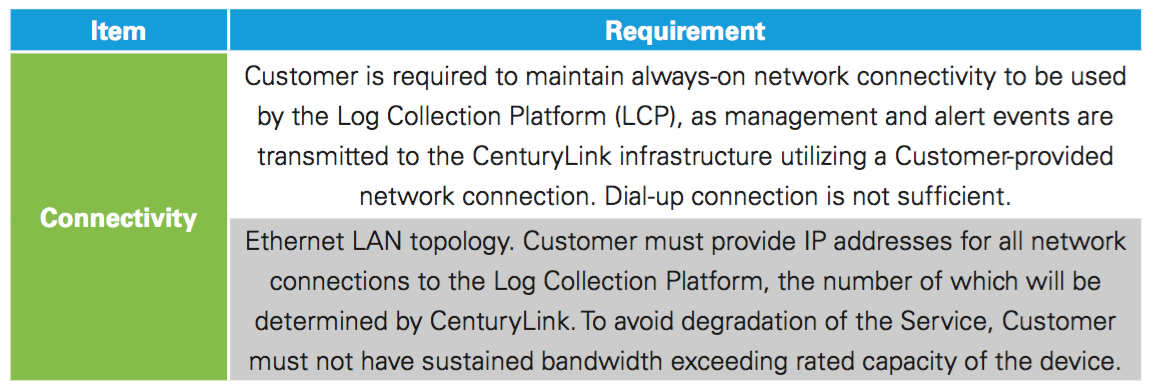 Item
Requirement
Connectivity
Customer is required to maintain always-on network connectivity to be used
by the Log Collection Platform (LCP), as management and alert events are
transmitted to the CenturyLink infrastructure utilizing a Customer-provided
network connection. Dial-up connection is not sufficient.
Ethernet LAN topology. Customer must provide IP addresses for all network
connections to the Log Collection Platform, the number of which will be
determined by CenturyLink. To avoid degradation of the Service, Customer
must not have sustained bandwidth exceeding rated capacity of the device.